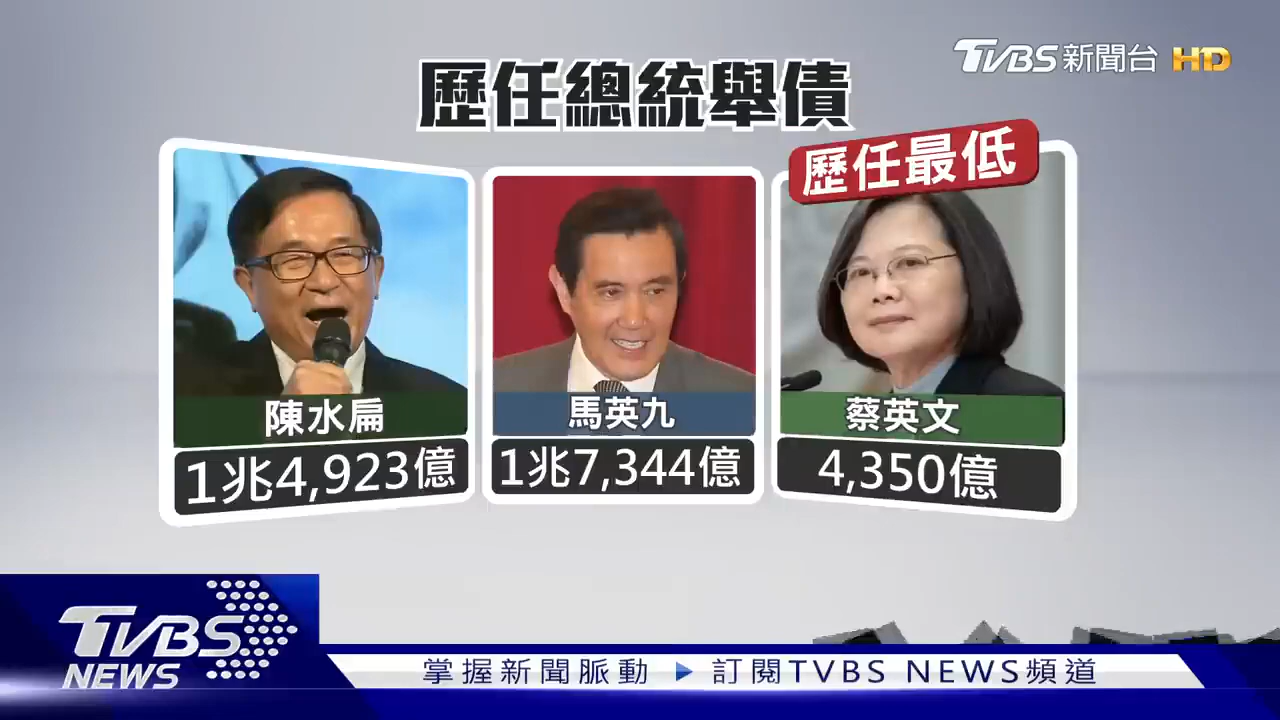 TVBS新聞台 HD
歷任總統舉債
歷任最低
陳水扁
馬英九
蔡英文
1兆4,923億
1兆7,344億
4,350億
TVBS
NEWS
掌握新聞脈動 ▶ 訂閱TVBS NEWS頻道